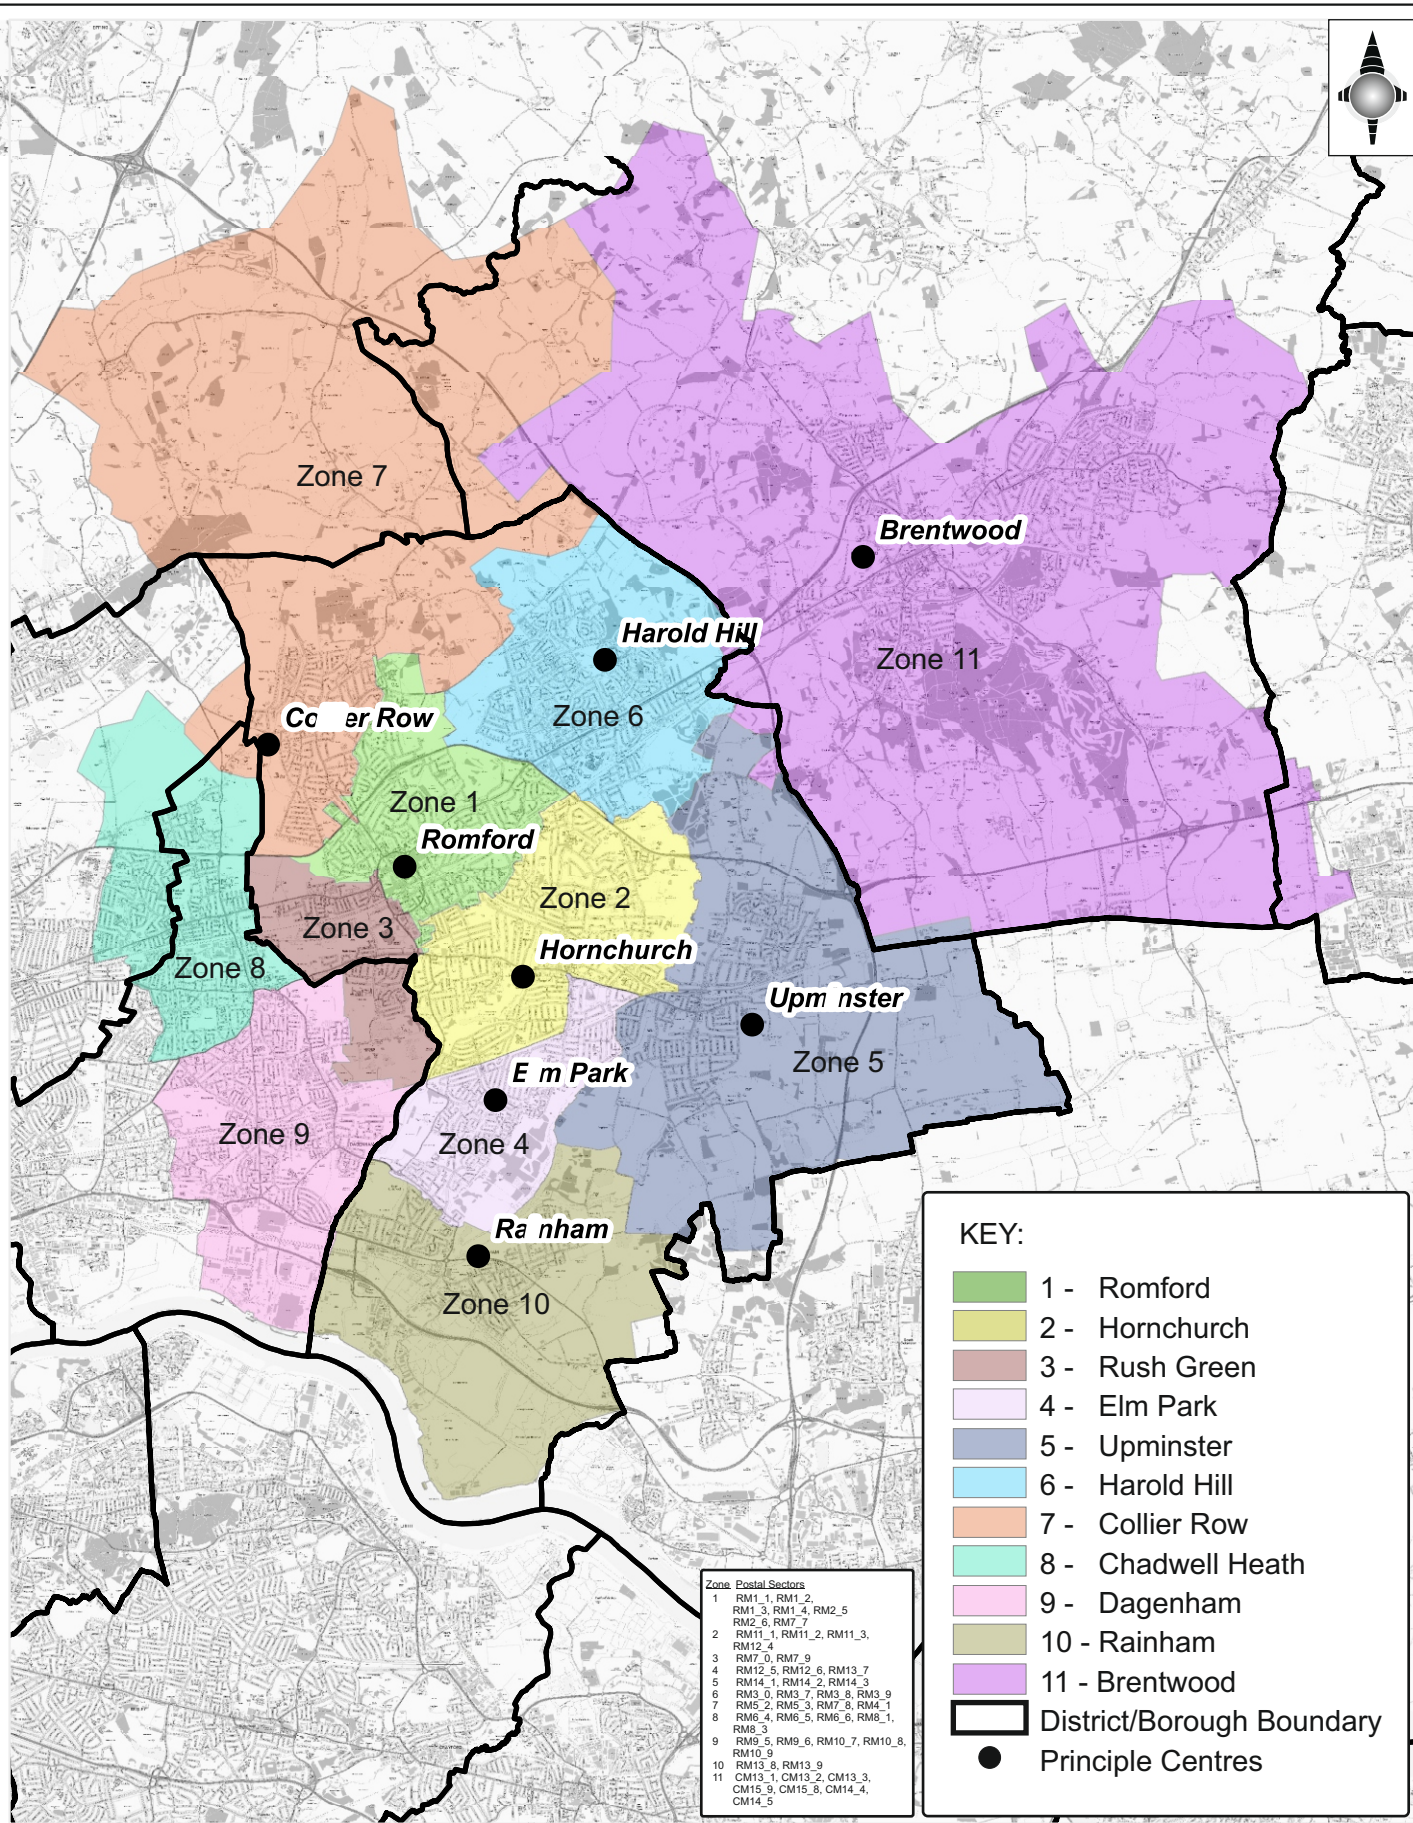 Zone 7
Brentwood
Harold Hill
Zone 11
Co er Row
Zone 6
Zone 1
Romford
Zone 2
Zone 3
Hornchurch
Zone 8
Upm nster
Zone 5
E m Park
Zone 9
Zone 4
Ra nham
Zone 10
KEY:
1 - Romford
2 - Hornchurch
3 - Rush Green
4 - Elm Park
5 - Upminster
6 - Harold Hill
7 - Collier Row
8 - Chadwell Heath
9 - Dagenham
10 - Rainham
11 - Brentwood
District/Borough Boundary
Principle Centres
Zone Postal Sectors
1 RM1_1, RM1_2,
RM1_3, RM1_4, RM2_5
RM2_6, RM7_7
2 RM11_1, RM11_2, RM11_3,
RM12_4
3 RM7_0, RM7_9
4 RM12_5, RM12_6, RM13_7
5 RM14_1, RM14_2, RM14_3
6 RM3_0, RM3_7, RM3_8, RM3_9
7 RM5_2, RM5_3, RM7_8, RM4_1
8 RM6_4, RM6_5, RM6_6, RM8_1,
RM8_3
9 RM9_5, RM9_6, RM10_7, RM10_8,
RM10_9
10 RM13_8, RM13_9
11 CM13_1, CM13_2, CM13_3,
CM15_9, CM15_8, CM14_4,
CM14_5